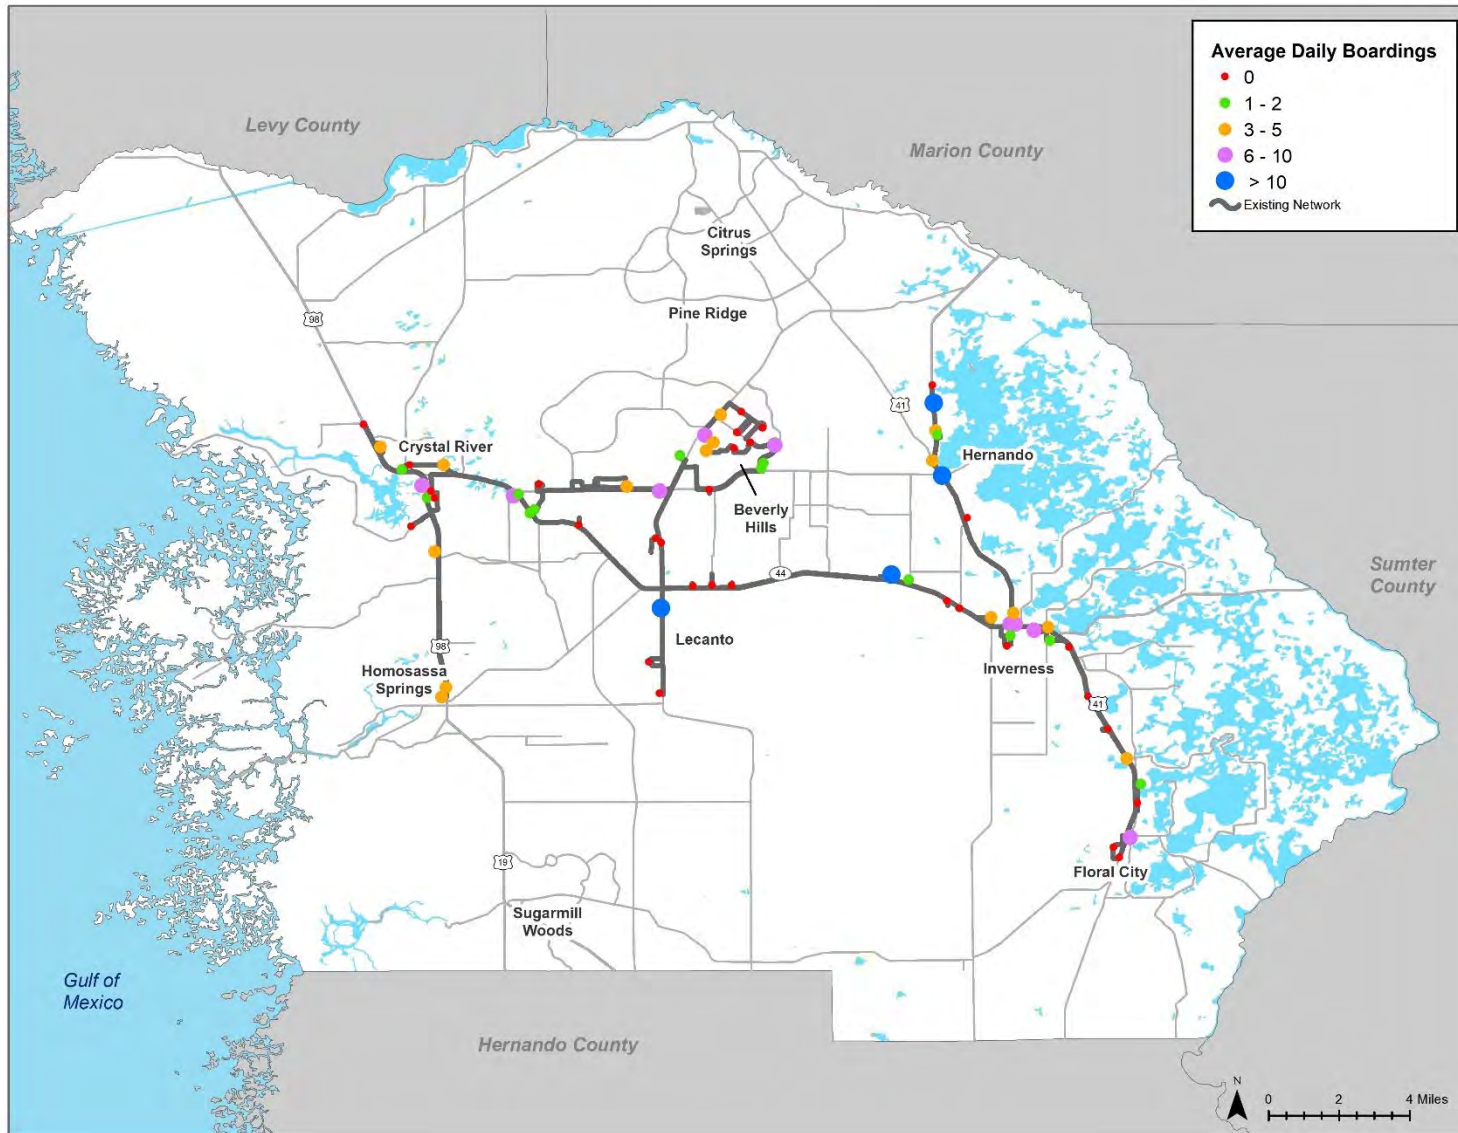 Average Daily Boardings
0
1 - 2
3 - 5
6 - 10
> 10
Existing Network
Levy County
Marion County
Citrus
Springs
Pine Ridge
98
41
Crystal River
Hernando
Beverly
Hills
44
Sumter
County
Lecanto
98
Homosassa
Springs
Inverness
41
19
Floral City
Sugarmill
Woods
Gulf of
Mexico
Hernando County
N
0 2 4 Miles